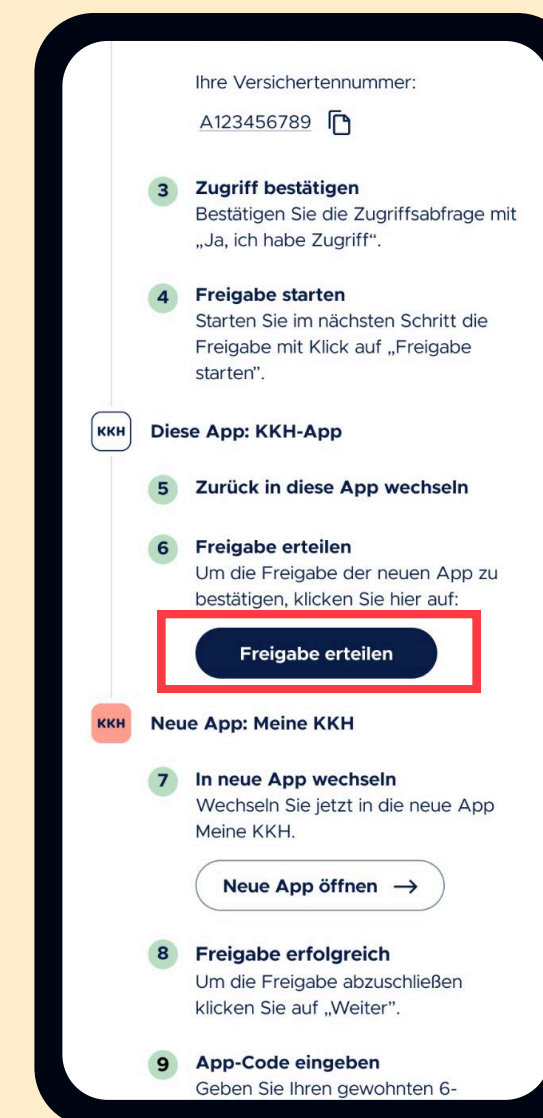 Ihre Versichertennummer:
A123456789
3 Zugriff bestätigen
Bestätigen Sie die Zugriffsabfrage mit
„Ja, ich habe Zugriff“.
4 Freigabe starten
Starten Sie im nächsten Schritt die
Freigabe mit Klick auf „Freigabe
starten”.
KKH Diese App: KKH-App
5 Zurück in diese App wechseln
6 Freigabe erteilen
Um die Freigabe der neuen App zu
bestätigen, klicken Sie hier auf:
Freigabe erteilen
KKH Neue App: Meine KKH
7 In neue App wechseln
Wechseln Sie jetzt in die neue App
Meine KKH.
Neue App öffnen →
8 Freigabe erfolgreich
Um die Freigabe abzuschließen
klicken Sie auf „Weiter”.
9 App-Code eingeben
Geben Sie Ihren gewohnten 6-